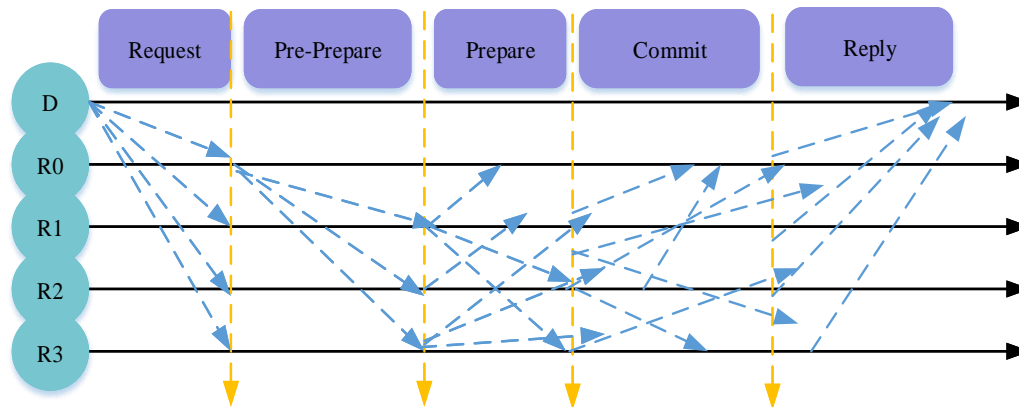 Request
Pre-Prepare
Prepare
Commit
Reply
D
R0
R1
R2
R3